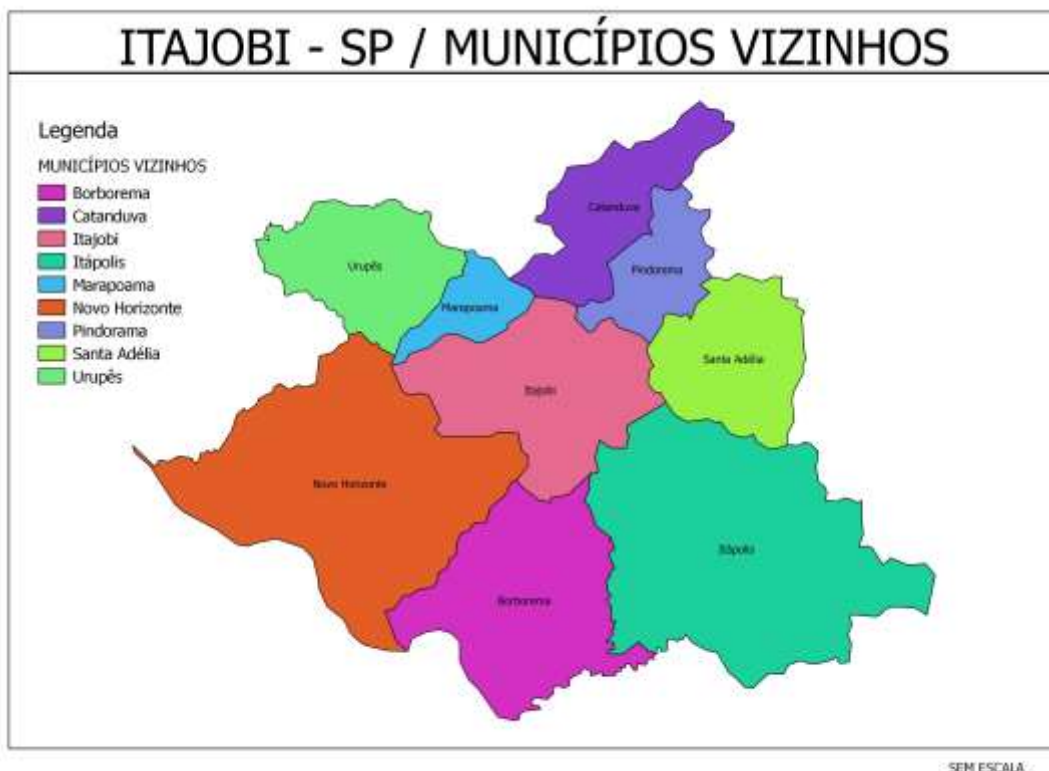 ITAJOBI - SP / MUNICÍPIOS VIZINHOS
Legenda
MUNICÍPIOS VIZINHOS
Borborema
Catanduva
Itajobi
Itápolis
Marapoama
Novo Horizonte
Pindorama
Santa Adélia
Urupês
Catanduva
Urupês
Pindorama
Marapoama
Santa Adélia
Itajobi
Novo Horizonte
Itápolis
Borborema
SEM ESCALA